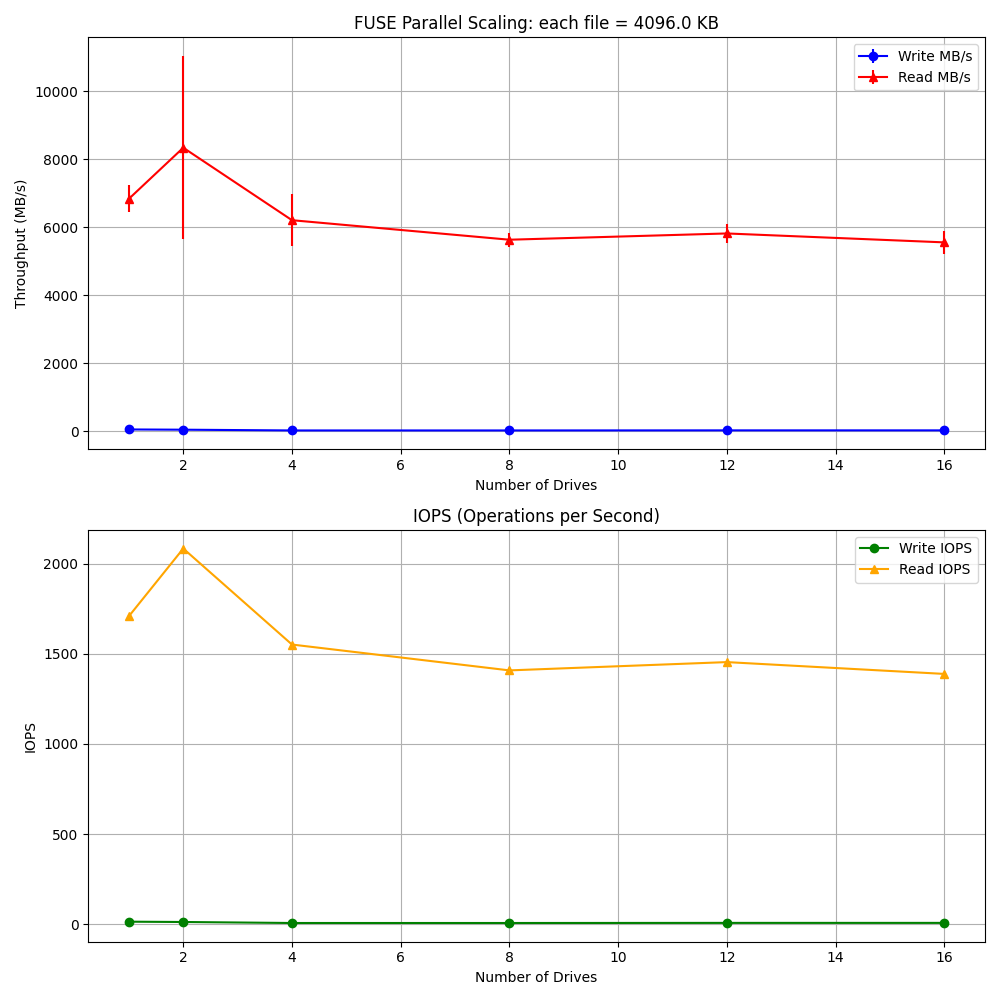 FUSE Parallel Scaling: each file = 4096.0 KB
Write MB/s
Read MB/s
Throughput (MB/s)
10000
8000
6000
4000
2000
0
2 4 6 8 10 12 14 16
Number of Drives
IOPS (Operations per Second)
Write IOPS
Read IOPS
IOPS
2000
1500
1000
500
0
2 4 6 8 10 12 14 16
Number of Drives